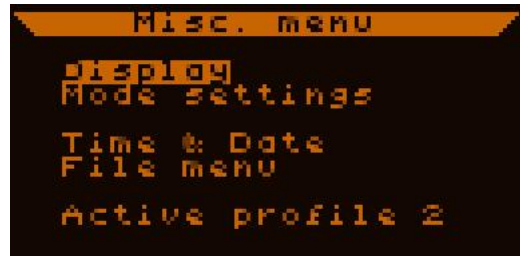 Misc. menu
Display
Mode settings
Time & Date
File menu
Active profile 2